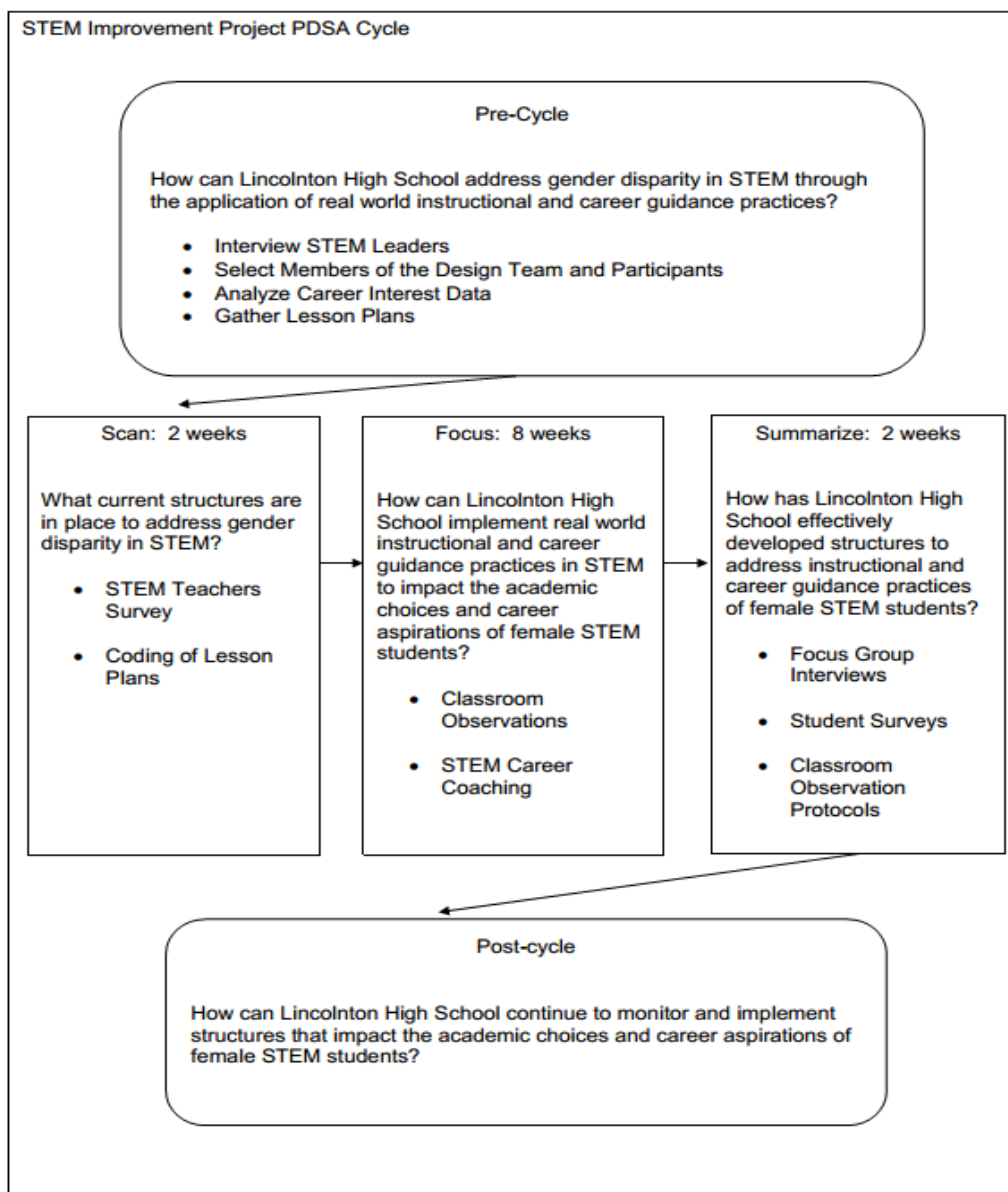 STEM Improvement Project PDSA Cycle
Pre-Cycle
How can Lincolnton High School address gender disparity in STEM through
the application of real world instructional and career guidance practices?
• Interview STEM Leaders
• Select Members of the Design Team and Participants
• Analyze Career Interest Data
• Gather Lesson Plans
Scan: 2 weeks
What current structures are
in place to address gender
disparity in STEM?
• STEM Teachers
Survey
• Coding of Lesson
Plans
Focus: 8 weeks
How can Lincolnton High
School implement real world
instructional and career
guidance practices in STEM
to impact the academic
choices and career
aspirations of female STEM
students?
• Classroom
Observations
• STEM Career
Coaching
Summarize: 2 weeks
How has Lincolnton High
School effectively
developed structures to
address instructional and
career guidance practices
of female STEM students?
• Focus Group
Interviews
• Student Surveys
• Classroom
Observation
Protocols
Post-cycle
How can Lincolnton High School continue to monitor and implement
structures that impact the academic choices and career aspirations of
female STEM students?